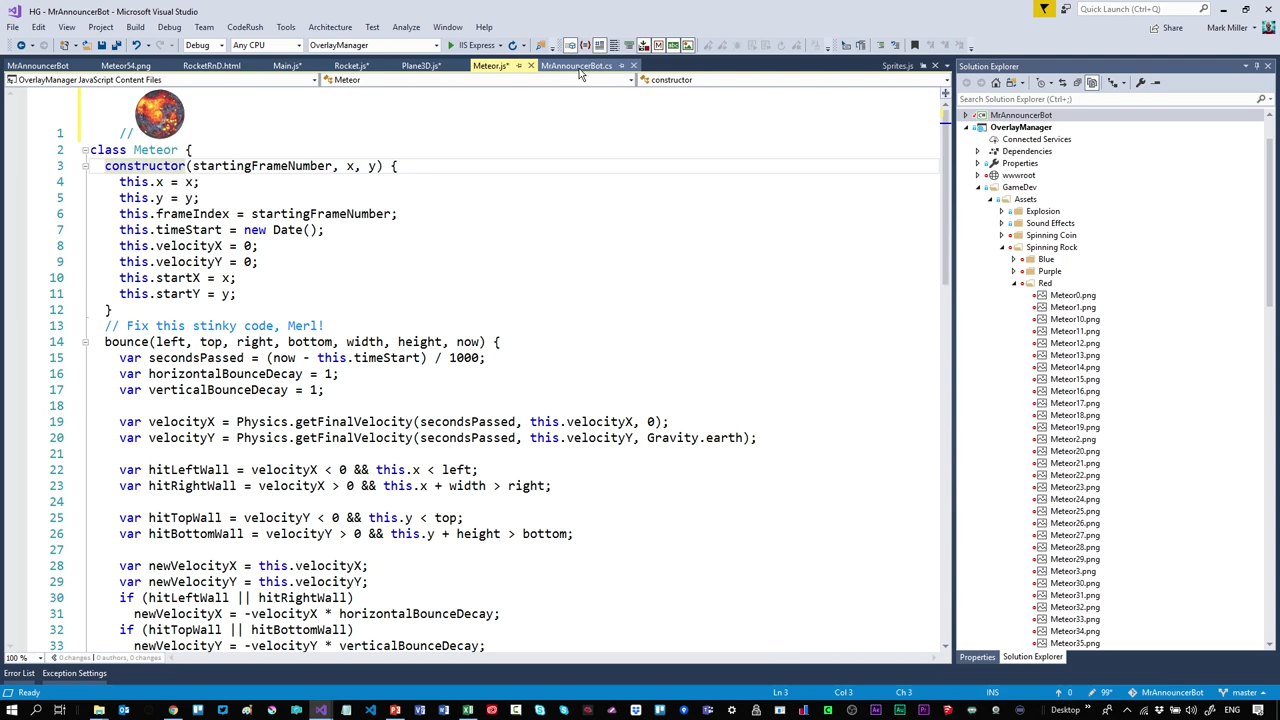 HG - MrAnnouncerBot - Microsoft Visual Studio
Quick Launch (Ctrl+Q)
File Edit View Project Build Debug Team CodeRush Tools Architecture Test Analyze Window Help
Share Mark Miller
Debug Any CPU OverlayManager IIS Express
MrAnnouncerBot Meteor54.png RocketRnD.html Main.js* Rocket.js* Plane3D.js* Meteor.js* MrAnnouncerBot.cs Sprites.js
OverlayManager JavaScript Content Files Meteor constructor
1 //
2 class Meteor {
3 constructor(startingFrameNumber, x, y) {
4 this.x = x;
5 this.y = y;
6 this.frameIndex = startingFrameNumber;
7 this.timeStart = new Date();
8 this.velocityX = 0;
9 this.velocityY = 0;
10 this.startX = x;
11 this.startY = y;
12 }
13 // Fix this stinky code, Merl!
14 bounce(left, top, right, bottom, width, height, now) {
15 var secondsPassed = (now - this.timeStart) / 1000;
16 var horizontalBounceDecay = 1;
17 var verticalBounceDecay = 1;
18
19 var velocityX = Physics.getFinalVelocity(secondsPassed, this.velocityX, 0);
20 var velocityY = Physics.getFinalVelocity(secondsPassed, this.velocityY, Gravity.earth);
21
22 var hitLeftWall = velocityX < 0 && this.x < left;
23 var hitRightWall = velocityX > 0 && this.x + width > right;
24
25 var hitTopWall = velocityY < 0 && this.y < top;
26 var hitBottomWall = velocityY > 0 && this.y + height > bottom;
27
28 var newVelocityX = this.velocityX;
29 var newVelocityY = this.velocityY;
30 if (hitLeftWall || hitRightWall)
31 newVelocityX = -velocityX * horizontalBounceDecay;
32 if (hitTopWall || hitBottomWall)
33 newVelocityY = -velocityY * verticalBounceDecay;
100 % 0 changes | 0 authors, 0 changes
Solution Explorer
Search Solution Explorer (Ctrl+;)
MrAnnouncerBot
OverlayManager
Connected Services
Dependencies
Properties
wwwroot
GameDev
Assets
Explosion
Sound Effects
Spinning Coin
Spinning Rock
Blue
Purple
Red
Meteor0.png
Meteor1.png
Meteor10.png
Meteor11.png
Meteor12.png
Meteor13.png
Meteor14.png
Meteor15.png
Meteor16.png
Meteor17.png
Meteor18.png
Meteor19.png
Meteor2.png
Meteor20.png
Meteor21.png
Meteor22.png
Meteor23.png
Meteor24.png
Meteor25.png
Meteor26.png
Meteor27.png
Meteor28.png
Meteor29.png
Meteor3.png
Meteor30.png
Meteor31.png
Meteor32.png
Meteor33.png
Meteor34.png
Meteor35.png
Properties Solution Explorer
Error List Exception Settings
Ready Ln 3 Col 3 Ch 3 INS 0 99* MrAnnouncerBot master
Desktop